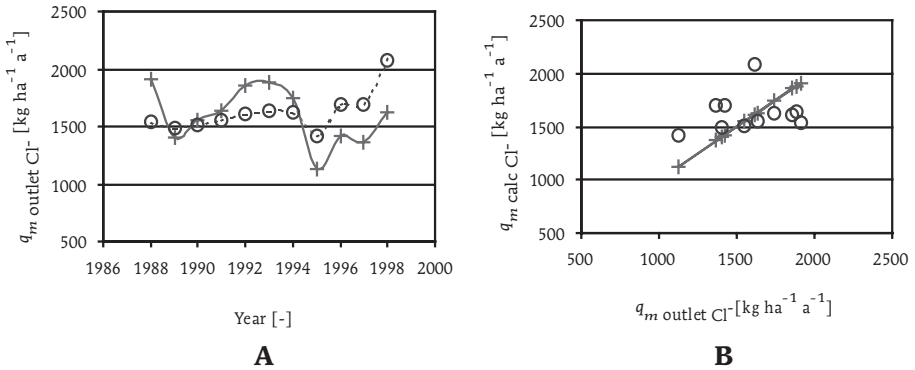 q_m outlet Cl⁻ [kg ha⁻¹ a⁻¹]
2500
2000
1500
1000
500
1986 1988 1990 1992 1994 1996 1998 2000
Year [-]
A
q_m calc Cl⁻ [kg ha⁻¹ a⁻¹]
2500
2000
1500
1000
500
500 1000 1500 2000 2500
q_m outlet Cl⁻ [kg ha⁻¹ a⁻¹]
B